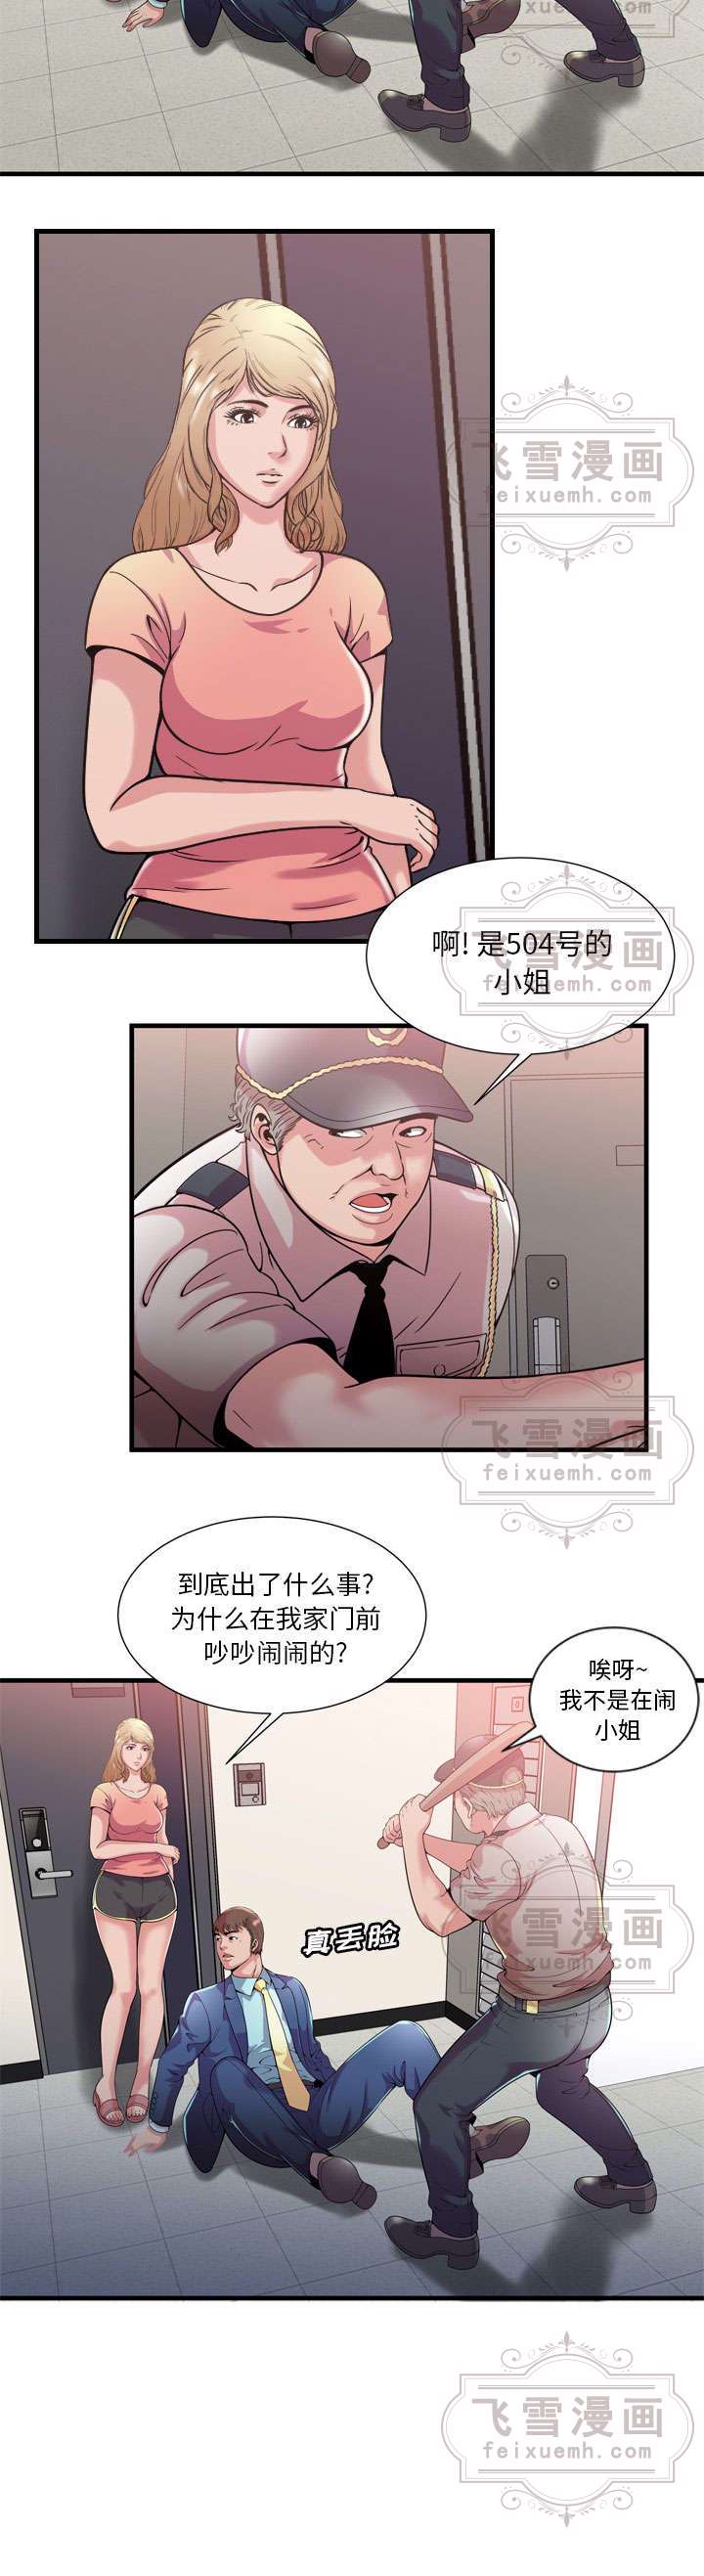 飞雪漫画
feixuemh.com
啊! 是504号的
小姐
飞雪漫画
feixuemh.com
飞雪漫画
feixuemh.com
到底出了什么事?
为什么在我家门前
吵吵闹闹的?
唉呀~
我不是在闹
小姐
真丢脸
飞雪漫画
feixuemh.com
飞雪漫画
feixuemh.com